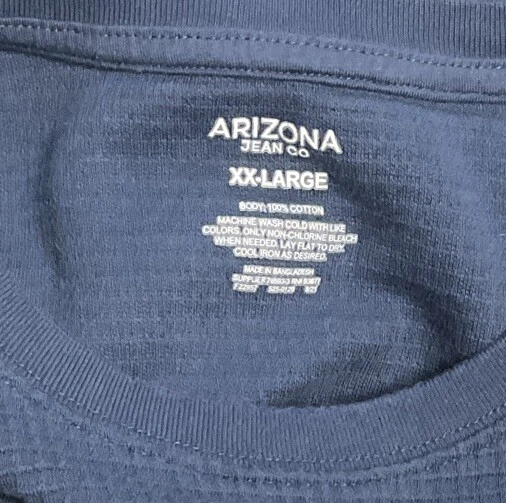 ARIZONA
JEAN CO
XX-LARGE
BODY: 100% COTTON
MACHINE WASH COLD WITH LIKE
COLORS. ONLY NON-CHLORINE BLEACH
WHEN NEEDED. LAY FLAT TO DRY.
COOL IRON AS DESIRED.
MADE IN BANGLADESH
SUPPLIER